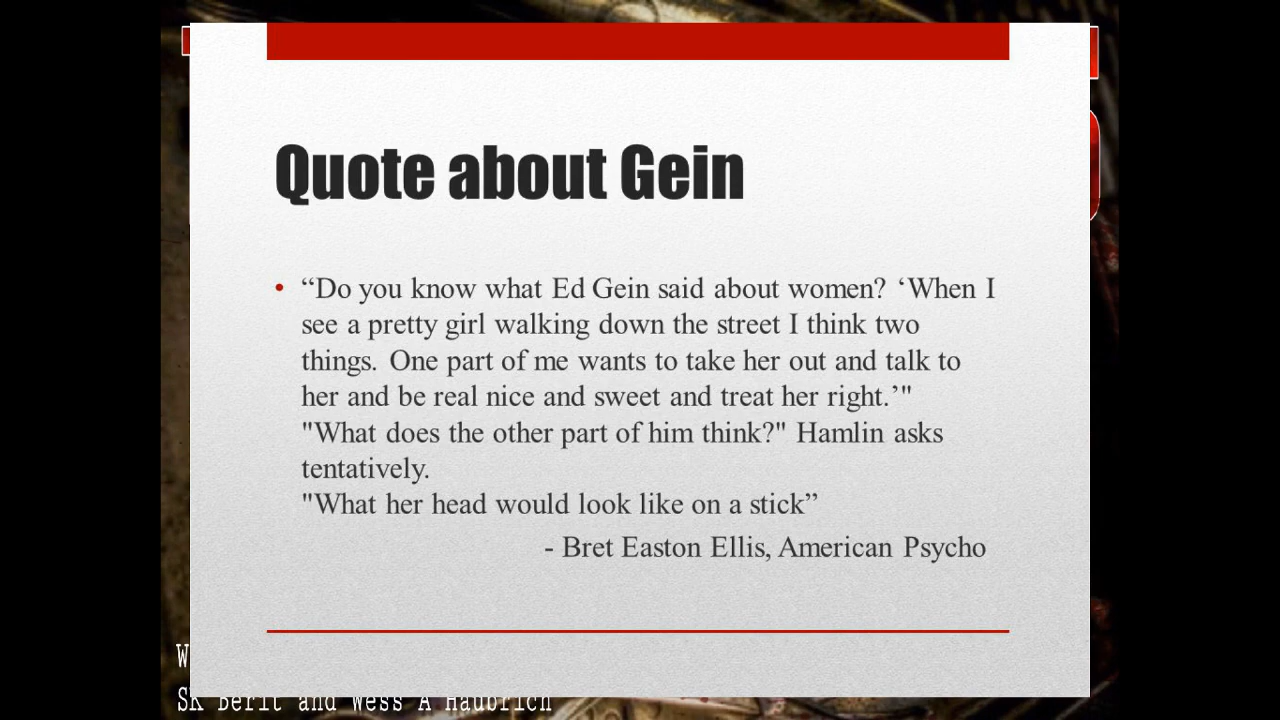 Quote about Gein
• “Do you know what Ed Gein said about women? ‘When I
see a pretty girl walking down the street I think two
things. One part of me wants to take her out and talk to
her and be real nice and sweet and treat her right.’"
"What does the other part of him think?" Hamlin asks
tentatively.
"What her head would look like on a stick”
- Bret Easton Ellis, American Psycho
W
SK Berit and Wess A Haubrich